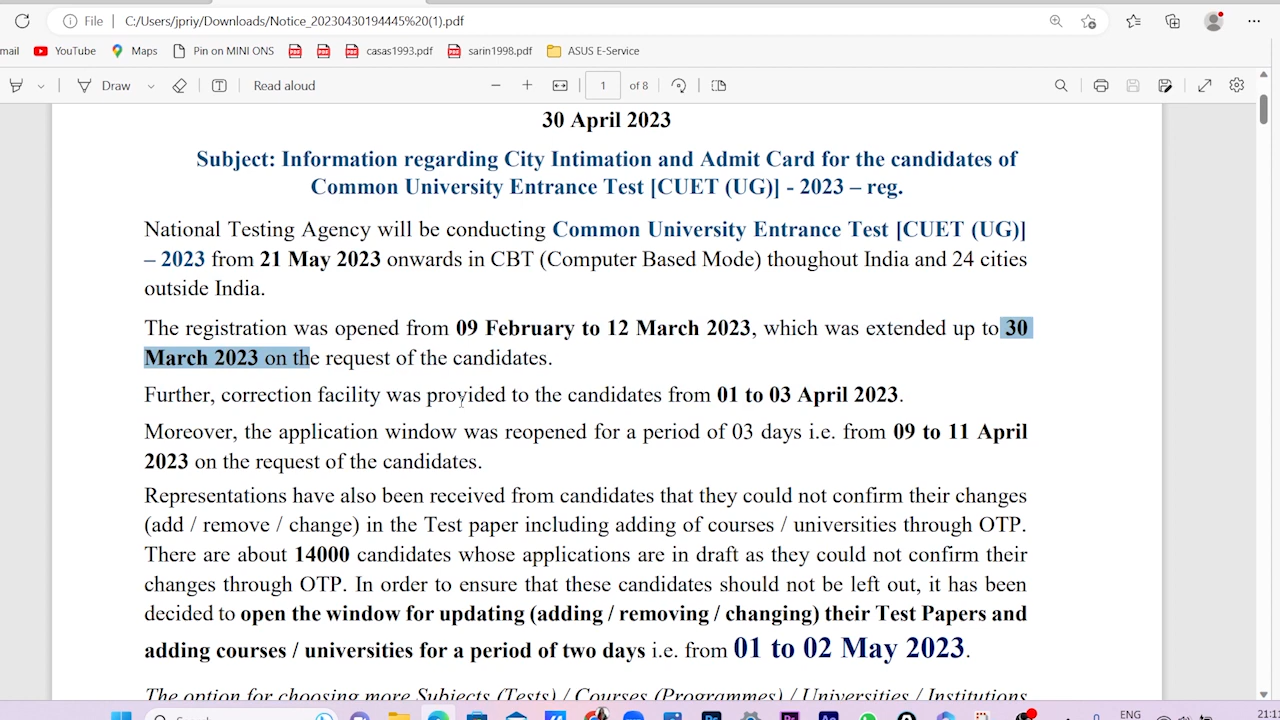 File C:/Users/jpriy/Downloads/Notice_20230430194445%20(1).pdf
mail YouTube Maps Pin on MINI ONS casas1993.pdf sarin1998.pdf ASUS E-Service
Draw Read aloud 1 of 8
30 April 2023
Subject: Information regarding City Intimation and Admit Card for the candidates of
Common University Entrance Test [CUET (UG)] - 2023 – reg.
National Testing Agency will be conducting Common University Entrance Test [CUET (UG)]
– 2023 from 21 May 2023 onwards in CBT (Computer Based Mode) thoughout India and 24 cities
outside India.
The registration was opened from 09 February to 12 March 2023, which was extended up to 30
March 2023 on the request of the candidates.
Further, correction facility was provided to the candidates from 01 to 03 April 2023.
Moreover, the application window was reopened for a period of 03 days i.e. from 09 to 11 April
2023 on the request of the candidates.
Representations have also been received from candidates that they could not confirm their changes
(add / remove / change) in the Test paper including adding of courses / universities through OTP.
There are about 14000 candidates whose applications are in draft as they could not confirm their
changes through OTP. In order to ensure that these candidates should not be left out, it has been
decided to open the window for updating (adding / removing / changing) their Test Papers and
adding courses / universities for a period of two days i.e. from 01 to 02 May 2023.
The option for choosing more Subjects (Tests) / Courses (Programmes) / Universities / Institutions
ENG